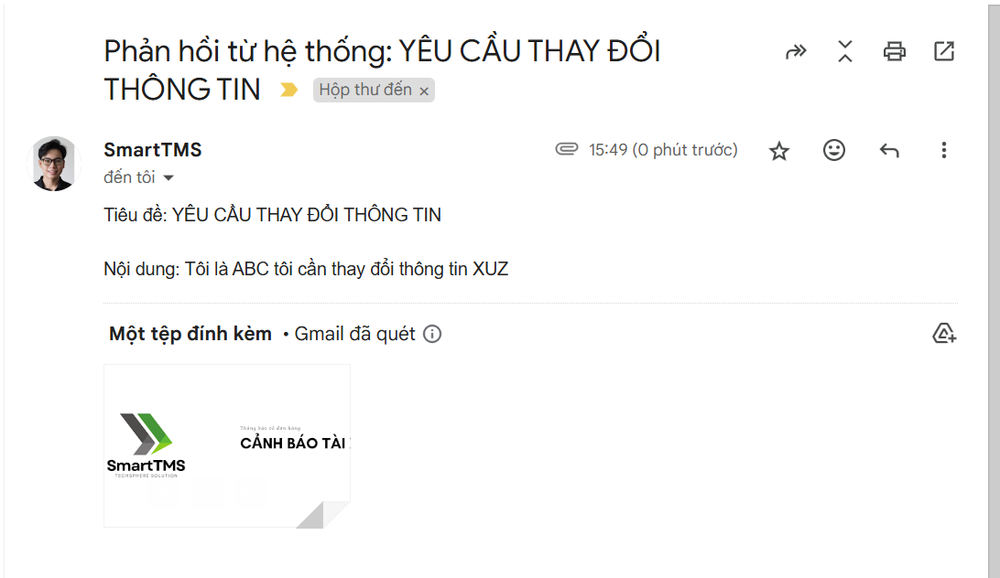 Phản hồi từ hệ thống: YÊU CẦU THAY ĐỔI
THÔNG TIN
Hộp thư đến ×
SmartTMS
15:49 (0 phút trước)
đến tôi
Tiêu đề: YÊU CẦU THAY ĐỔI THÔNG TIN
Nội dung: Tôi là ABC tôi cần thay đổi thông tin XUZ
Một tệp đính kèm • Gmail đã quét
Thông báo về đơn hàng
CẢNH BÁO TÀI
SmartTMS
TECHSPHERE SOLUTION